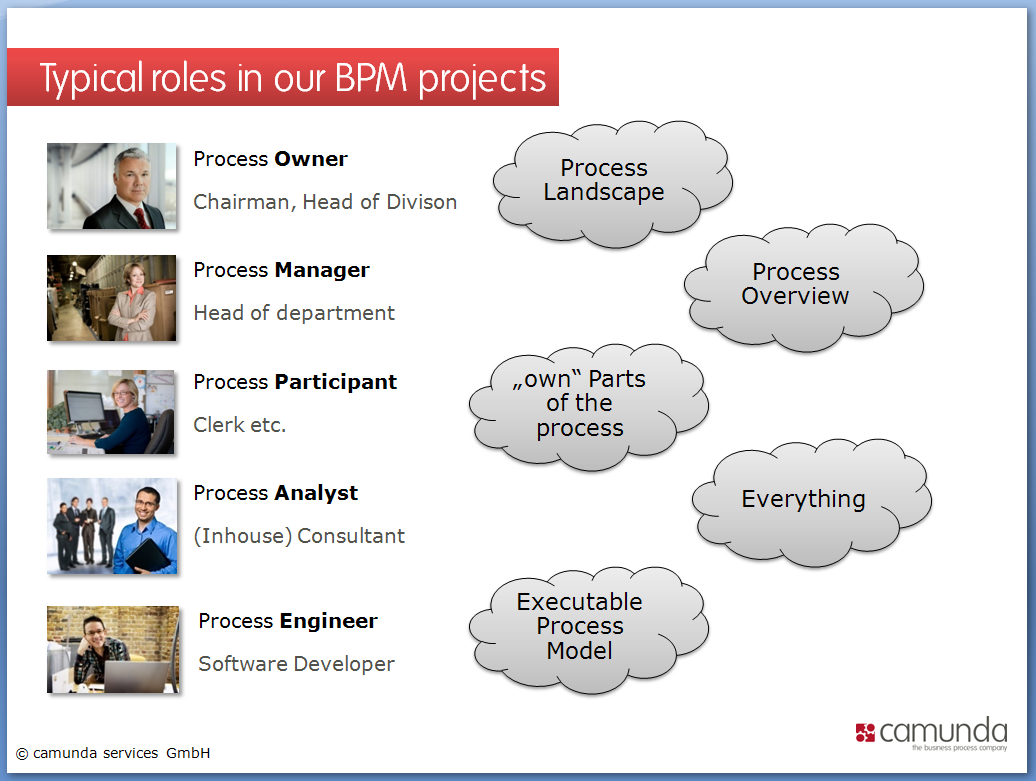 Typical roles in our BPM projects
Process Owner
Chairman, Head of Divison
Process
Landscape
Process Manager
Head of department
Process
Overview
Process Participant
Clerk etc.
„own“ Parts
of the
process
Process Analyst
(Inhouse) Consultant
Everything
Process Engineer
Software Developer
Executable
Process
Model
© camunda services GmbH
camunda
the business process company